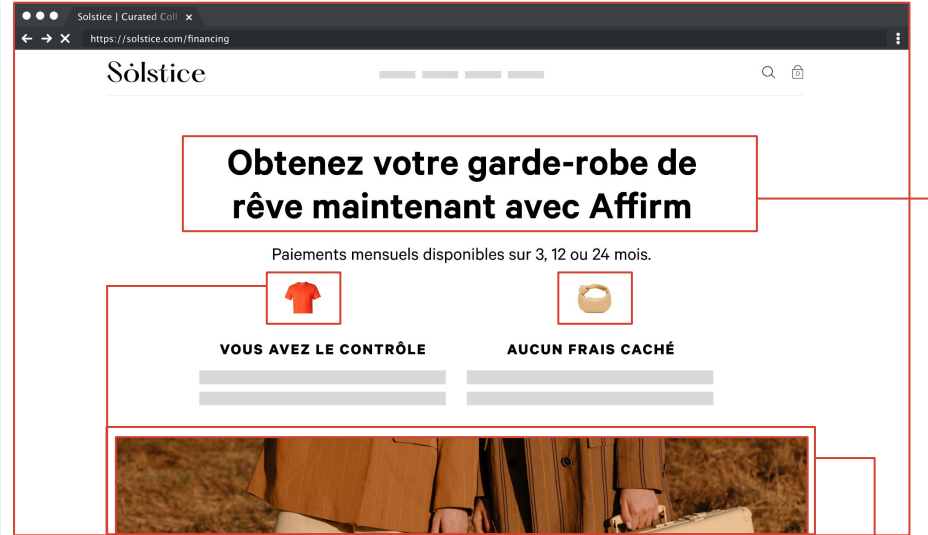 Solstice | Curated Coll
https://solstice.com/financing
Sólstice
0
Obtenez votre garde-robe de
rêve maintenant avec Affirm
Paiements mensuels disponibles sur 3, 12 ou 24 mois.
VOUS AVEZ LE CONTRÔLE
AUCUN FRAIS CACHÉ